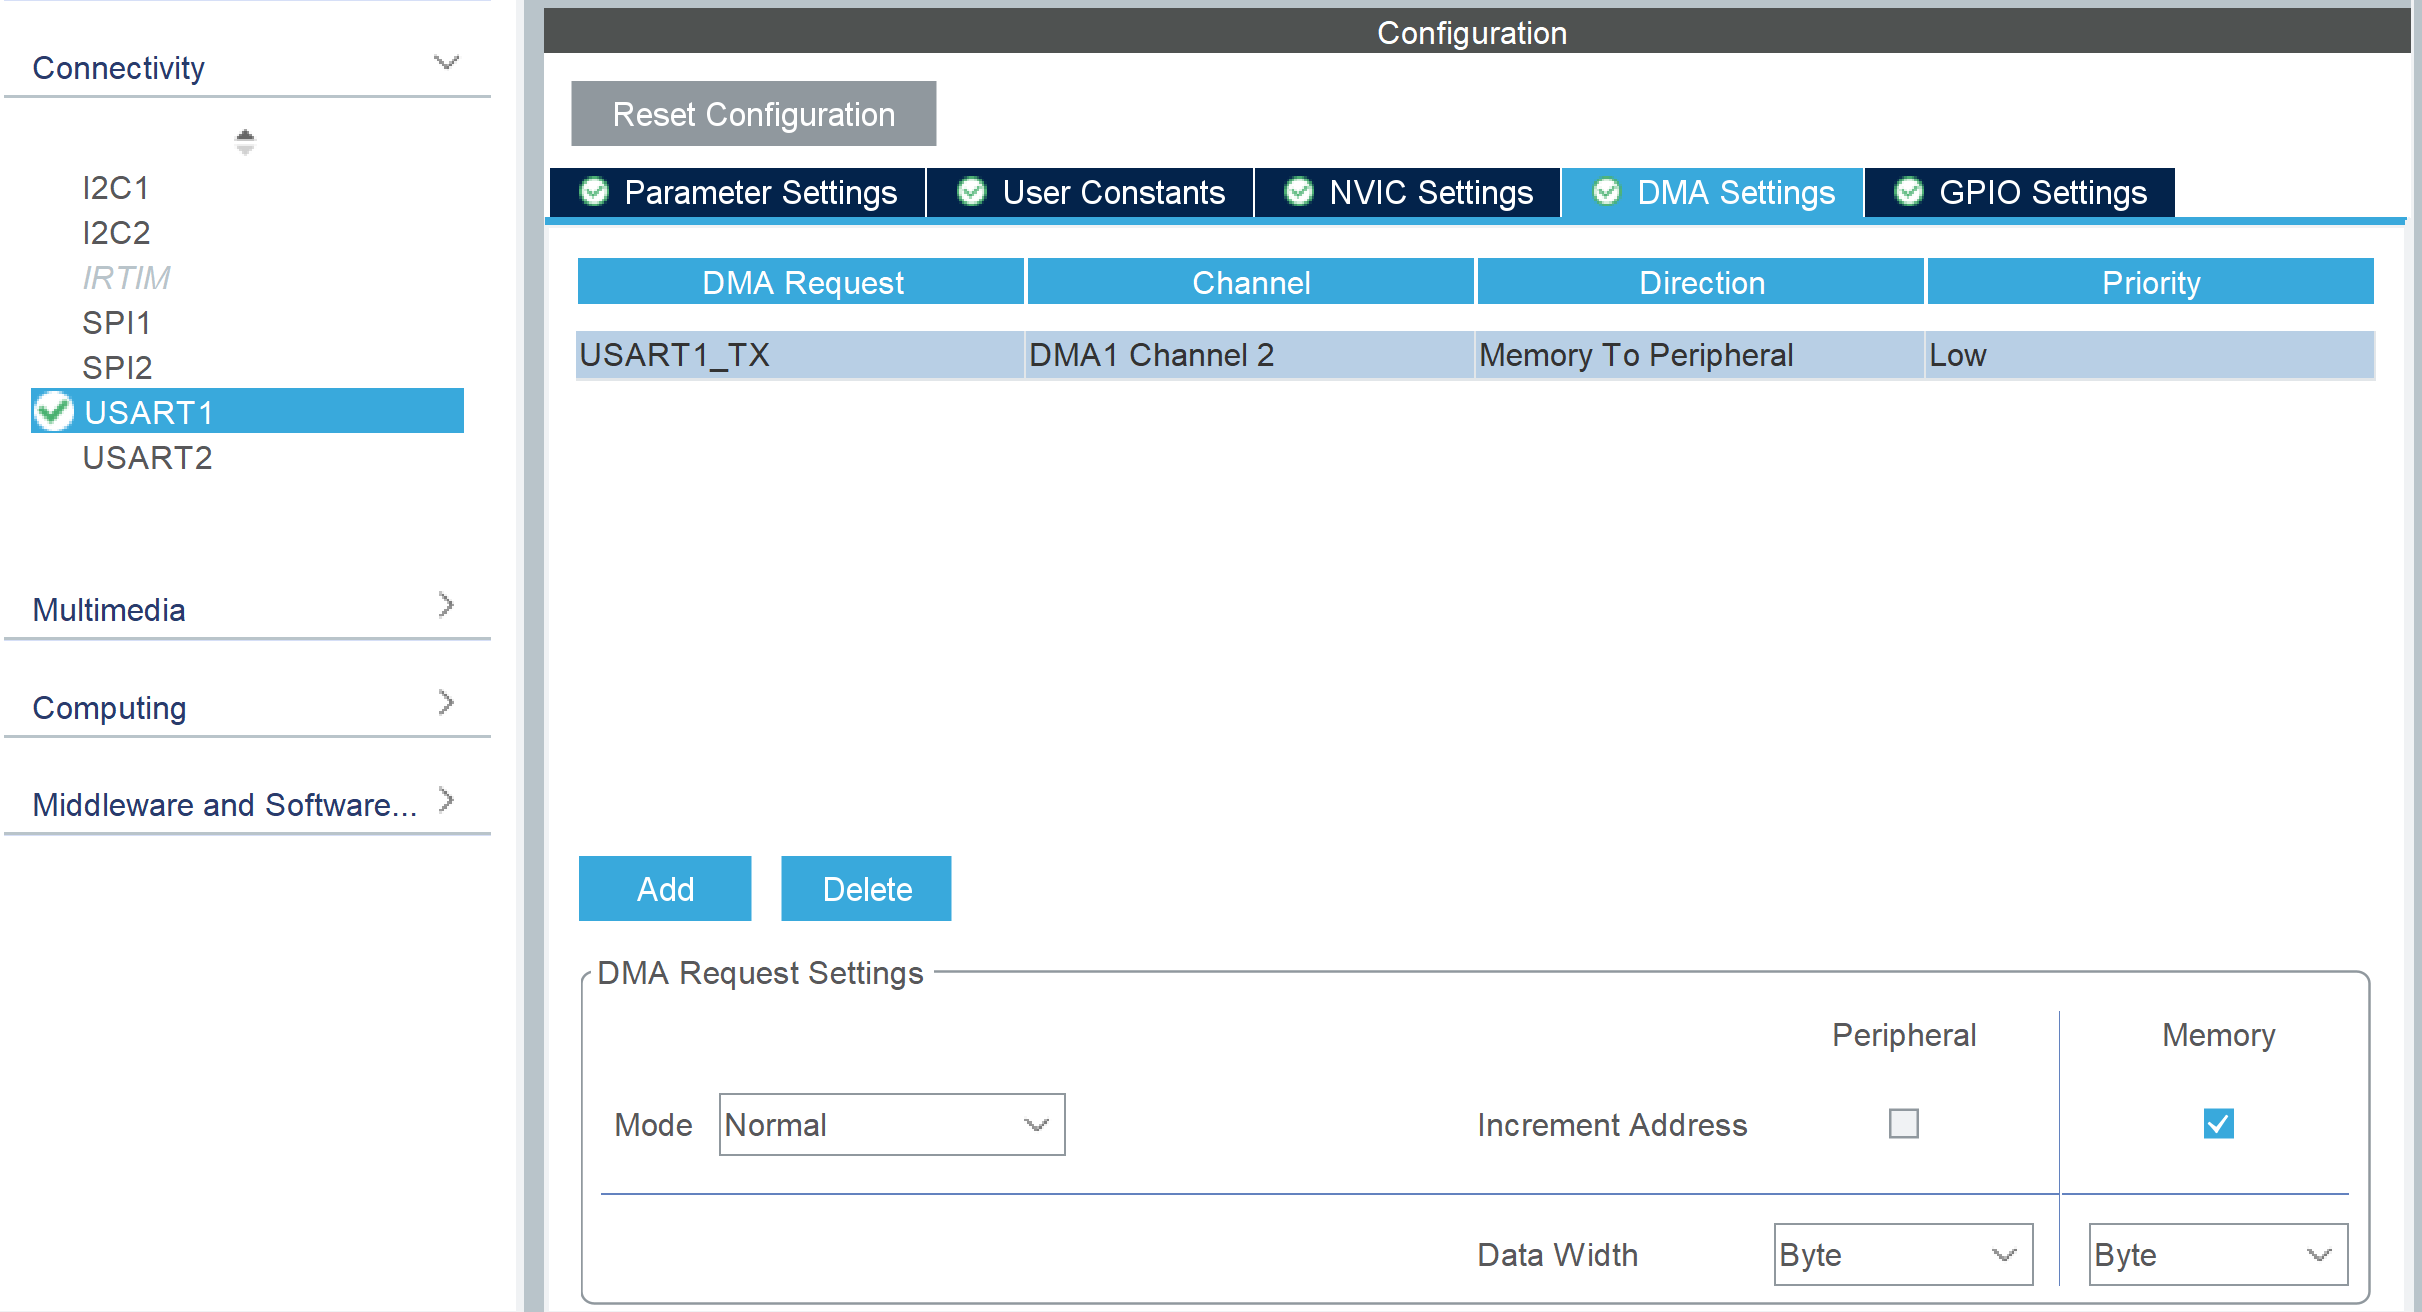 Connectivity
I2C1
I2C2
IRTIM
SPI1
SPI2
USART1
USART2
Multimedia
Computing
Middleware and Software...
Configuration
Reset Configuration
Parameter Settings User Constants NVIC Settings DMA Settings GPIO Settings
DMA Request Channel Direction Priority
USART1_TX DMA1 Channel 2 Memory To Peripheral Low
Add Delete
DMA Request Settings
Peripheral Memory
Mode Normal Increment Address
Data Width Byte Byte